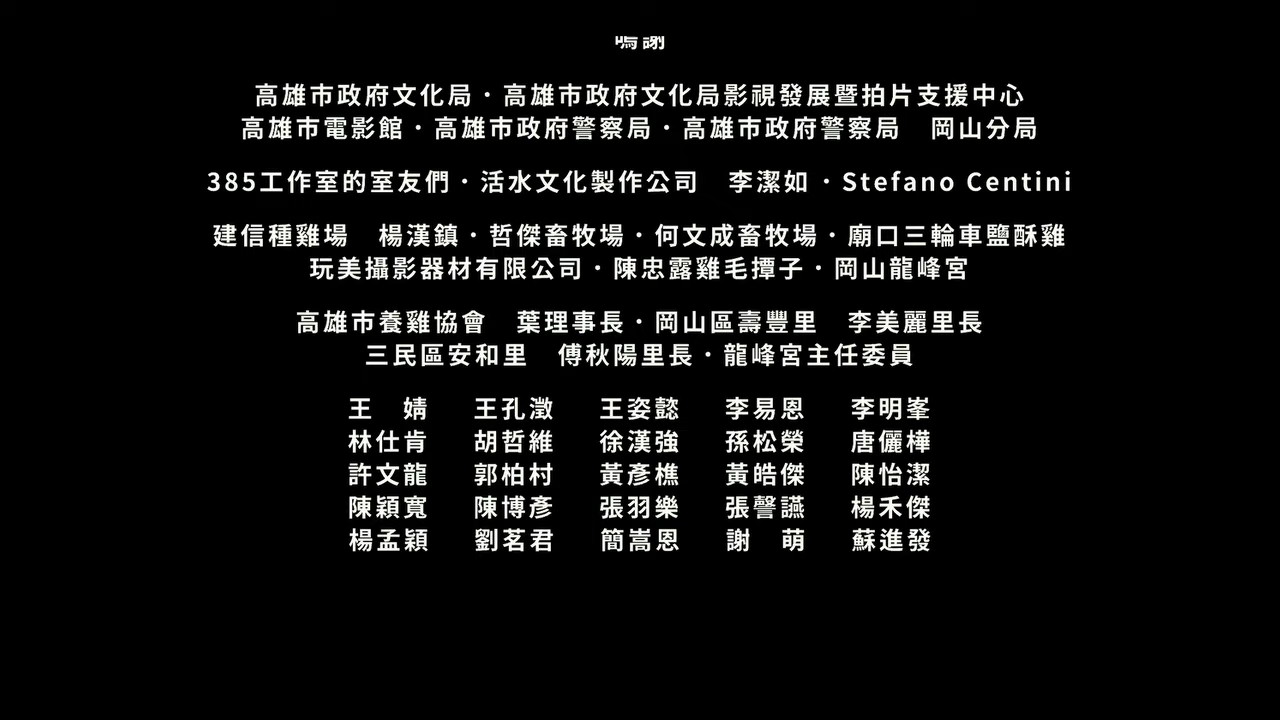 鳴謝
高雄市政府文化局・高雄市政府文化局影視發展暨拍片支援中心
高雄市電影館・高雄市政府警察局・高雄市政府警察局　岡山分局
385工作室的室友們・活水文化製作公司　李潔如・Stefano Centini
建信種雞場　楊漢鎮・哲傑畜牧場・何文成畜牧場・廟口三輪車鹽酥雞
玩美攝影器材有限公司・陳忠露雞毛撢子・岡山龍峰宮
高雄市養雞協會　葉理事長・岡山區壽豐里　李美麗里長
三民區安和里　傅秋陽里長・龍峰宮主任委員
王　婧　王孔澂　王姿懿　李易恩　李明峯
林仕肯　胡哲維　徐漢強　孫松榮　唐儷樺
許文龍　郭柏村　黃彥樵　黃皓傑　陳怡潔
陳穎寬　陳博彥　張羽樂　張謦讌　楊禾傑
楊孟穎　劉茗君　簡嵩恩　謝　萌　蘇進發